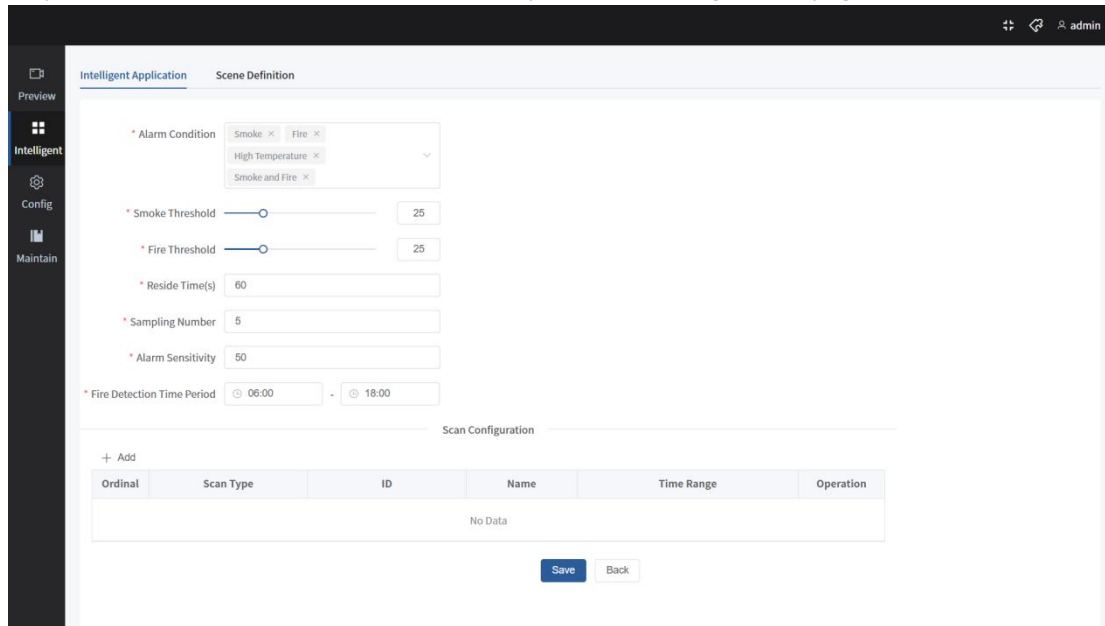 admin
Preview
Intelligent
Config
Maintain
Intelligent Application Scene Definition
* Alarm Condition Smoke × Fire ×
High Temperature ×
Smoke and Fire ×
* Smoke Threshold 25
* Fire Threshold 25
* Reside Time(s) 60
* Sampling Number 5
* Alarm Sensitivity 50
* Fire Detection Time Period 06:00 - 18:00
Scan Configuration
+ Add
Ordinal Scan Type ID Name Time Range Operation
No Data
Save Back